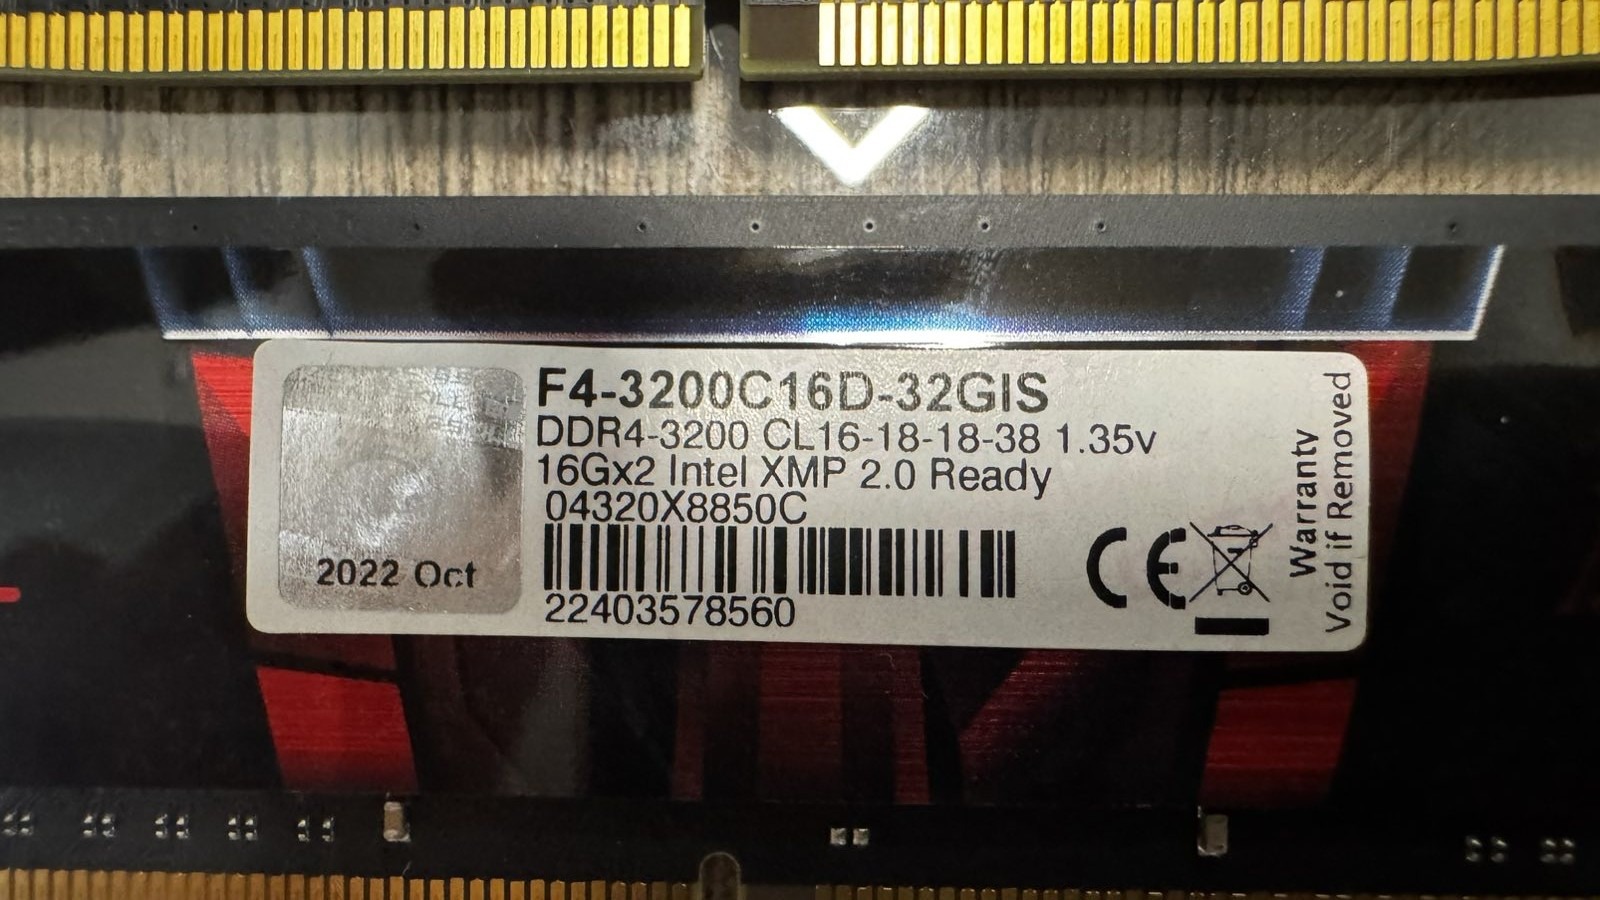 F4-3200C16D-32GIS
DDR4-3200 CL16-18-18-38 1.35v
16Gx2 Intel XMP 2.0 Ready
04320X8850C
22403578560
2022 Oct
CE
Warranty
Void if Removed